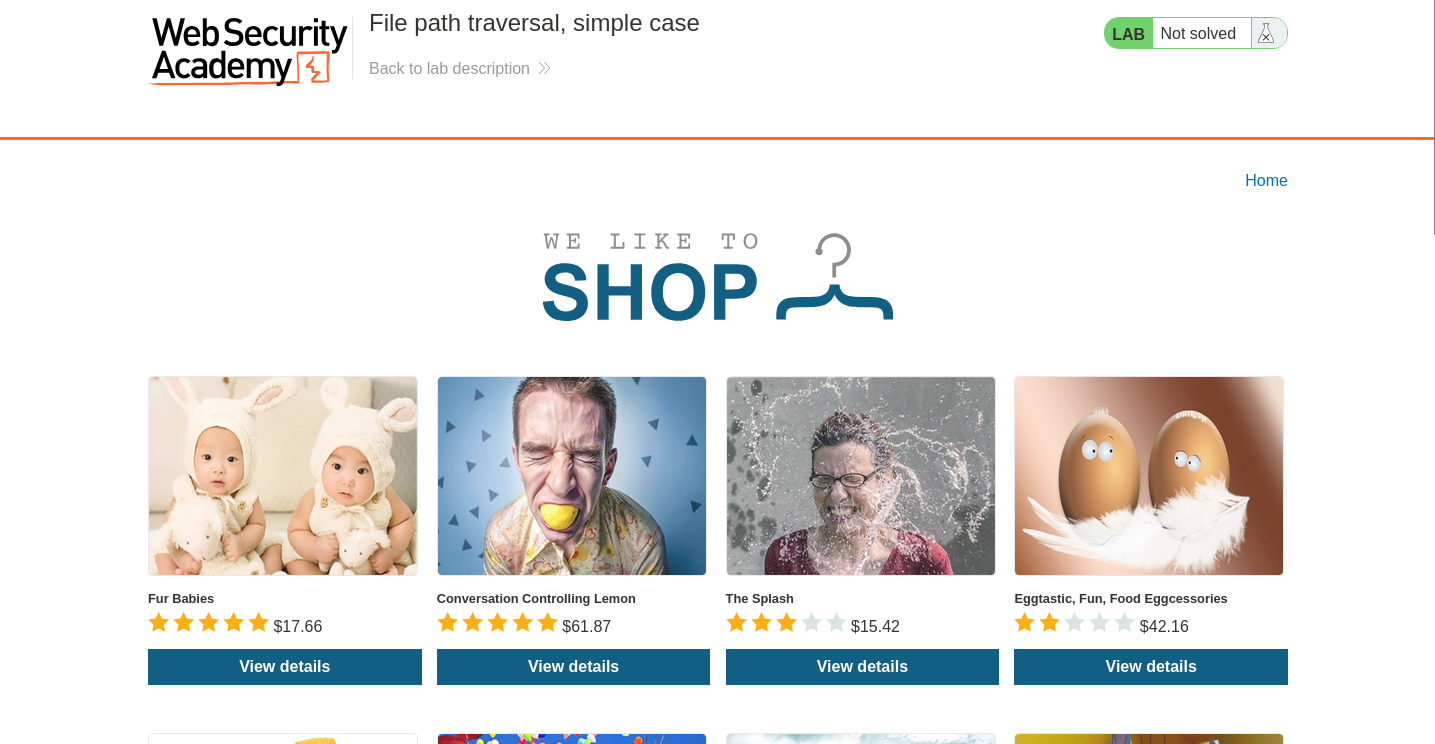 Web Security
Academy
File path traversal, simple case
Back to lab description
LAB Not solved
Home
WE LIKE TO
SHOP
Fur Babies
$17.66
View details
Conversation Controlling Lemon
$61.87
View details
The Splash
$15.42
View details
Eggtastic, Fun, Food Eggcessories
$42.16
View details